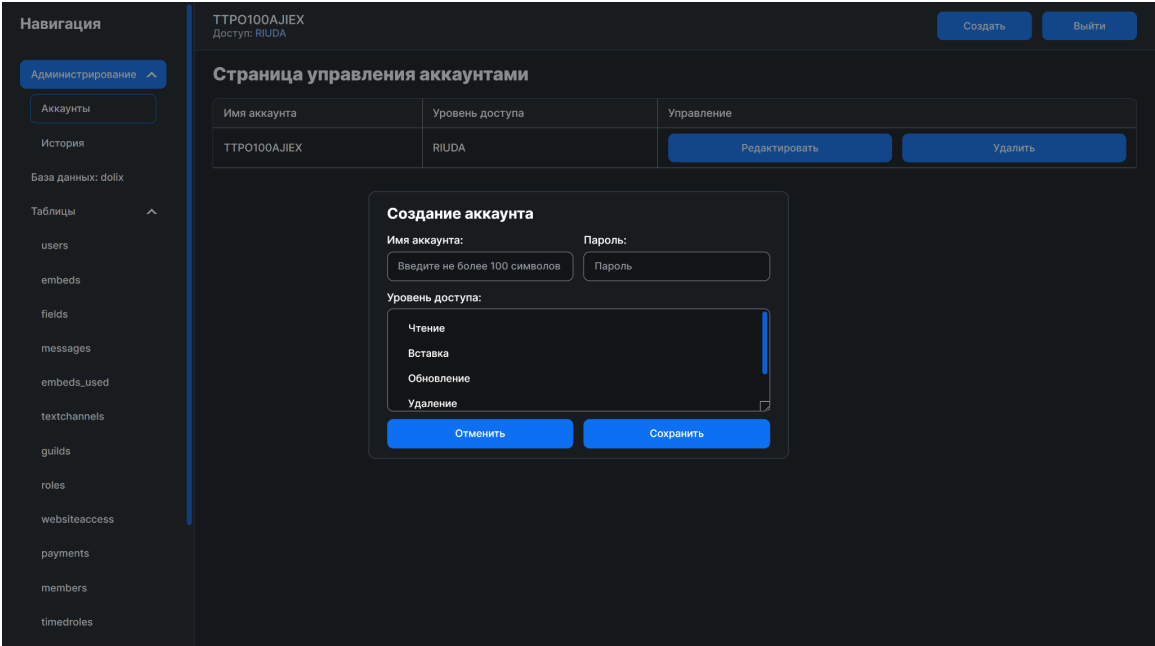 Навигация
Администрирование
Аккаунты
История
База данных: dolix
Таблицы
users
embeds
fields
messages
embeds_used
textchannels
guilds
roles
websiteaccess
payments
members
timedroles
TTPO100AJIEX
Доступ: RIUDA
Создать
Выйти
Страница управления аккаунтами
Имя аккаунта Уровень доступа Управление
TTPO100AJIEX RIUDA Редактировать Удалить
Создание аккаунта
Имя аккаунта: Пароль:
Введите не более 100 символов Пароль
Уровень доступа:
Чтение
Вставка
Обновление
Удаление
Отменить Сохранить